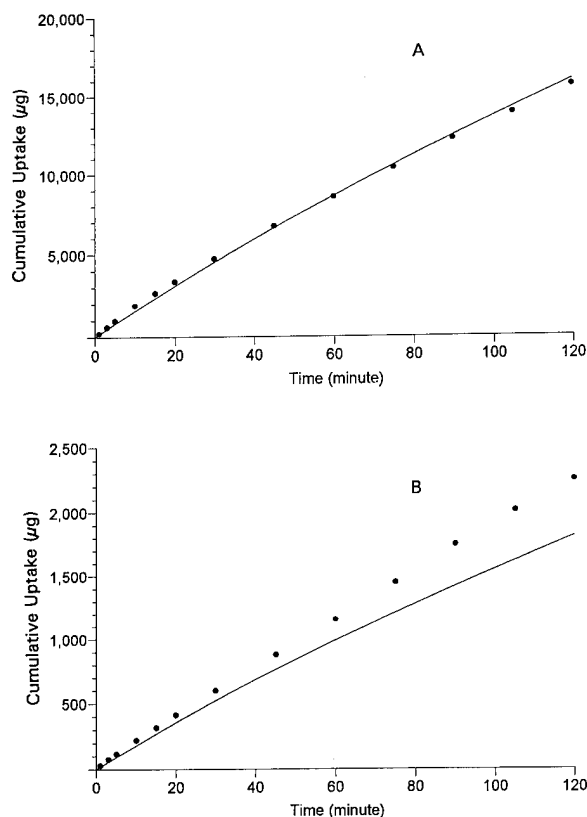 20,000
A
15,000
10,000
5,000
Cumulative Uptake (µg)
0 20 40 60 80 100 120
Time (minute)
2,500
B
2,000
1,500
1,000
500
Cumulative Uptake (µg)
0 20 40 60 80 100 120
Time (minute)